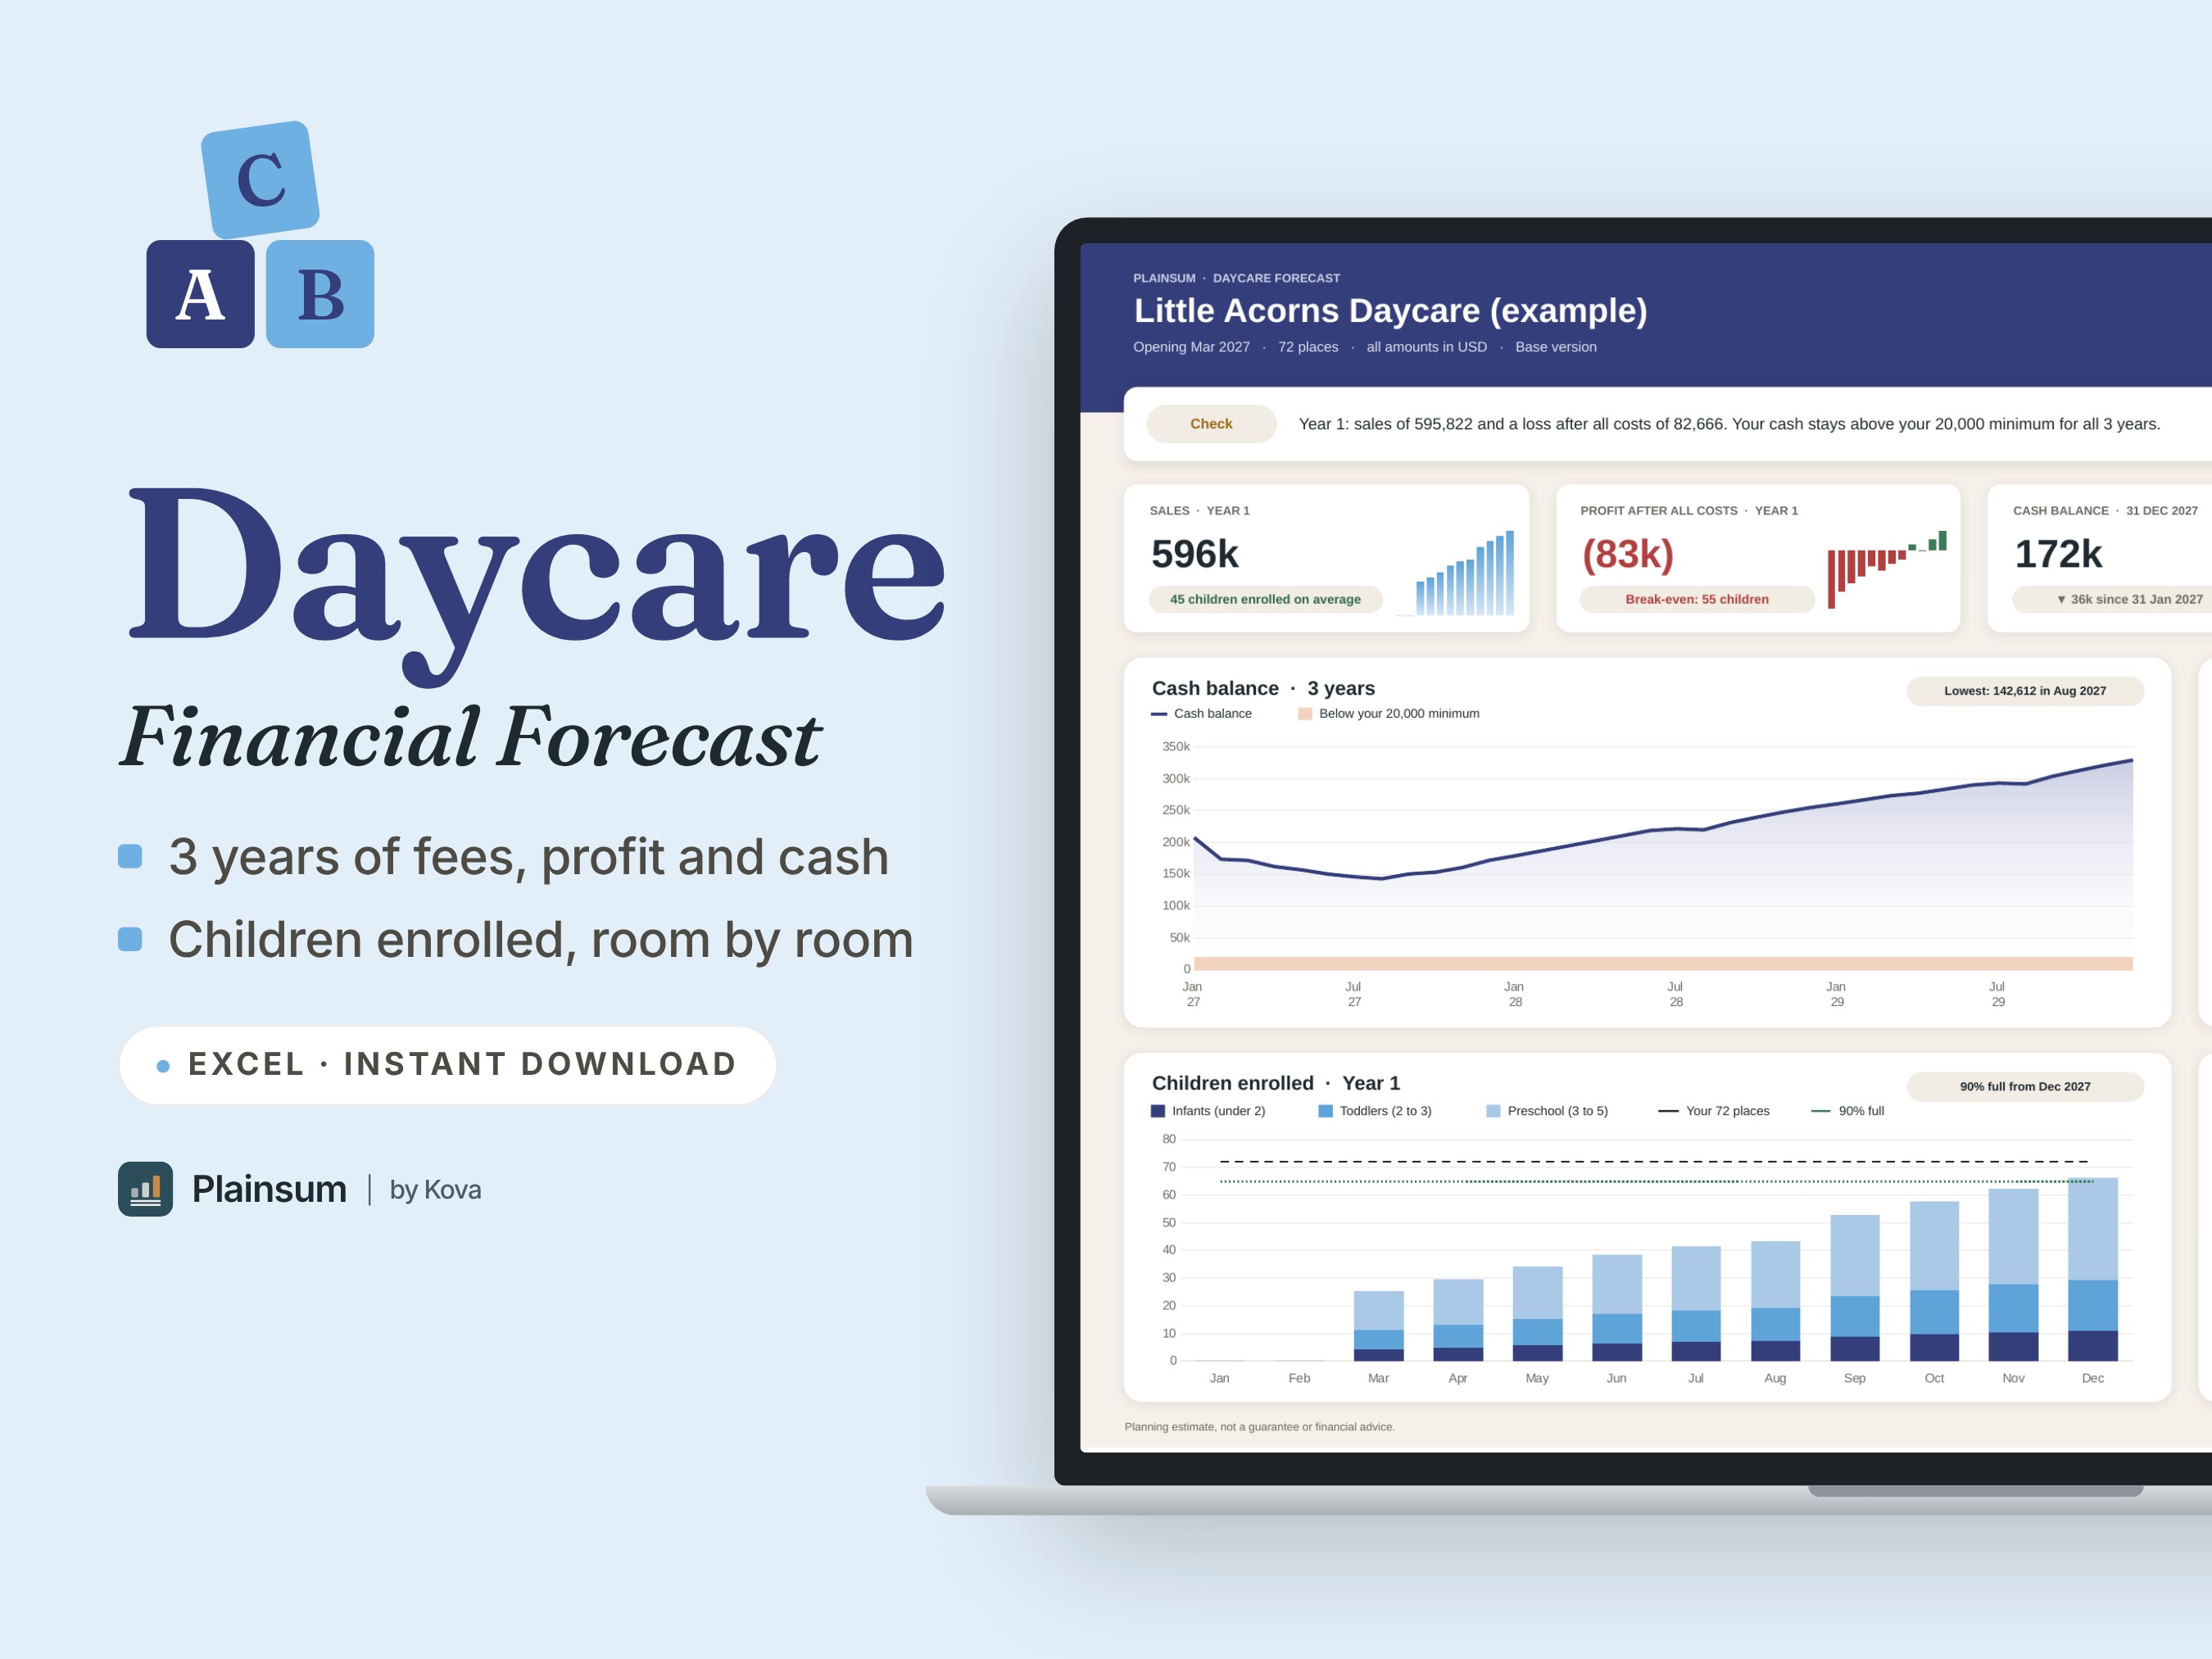 C
A B
Daycare
Financial Forecast
3 years of fees, profit and cash
Children enrolled, room by room
EXCEL · INSTANT DOWNLOAD
Plainsum | by Kova
PLAINSUM · DAYCARE FORECAST
Little Acorns Daycare (example)
Opening Mar 2027 · 72 places · all amounts in USD · Base version
Check Year 1: sales of 595,822 and a loss after all costs of 82,666. Your cash stays above your 20,000 minimum for all 3 years.
SALES · YEAR 1
596k
45 children enrolled on average
PROFIT AFTER ALL COSTS · YEAR 1
(83k)
Break-even: 55 children
CASH BALANCE · 31 DEC 2027
172k
▼ 36k since 31 Jan 2027
Cash balance · 3 years
Lowest: 142,612 in Aug 2027
Cash balance Below your 20,000 minimum
350k
300k
250k
200k
150k
100k
50k
0
Jan 27 Jul 27 Jan 28 Jul 28 Jan 29 Jul 29
Children enrolled · Year 1
90% full from Dec 2027
Infants (under 2) Toddlers (2 to 3) Preschool (3 to 5) Your 72 places 90% full
80
70
60
50
40
30
20
10
0
Jan Feb Mar Apr May Jun Jul Aug Sep Oct Nov Dec
Planning estimate, not a guarantee or financial advice.